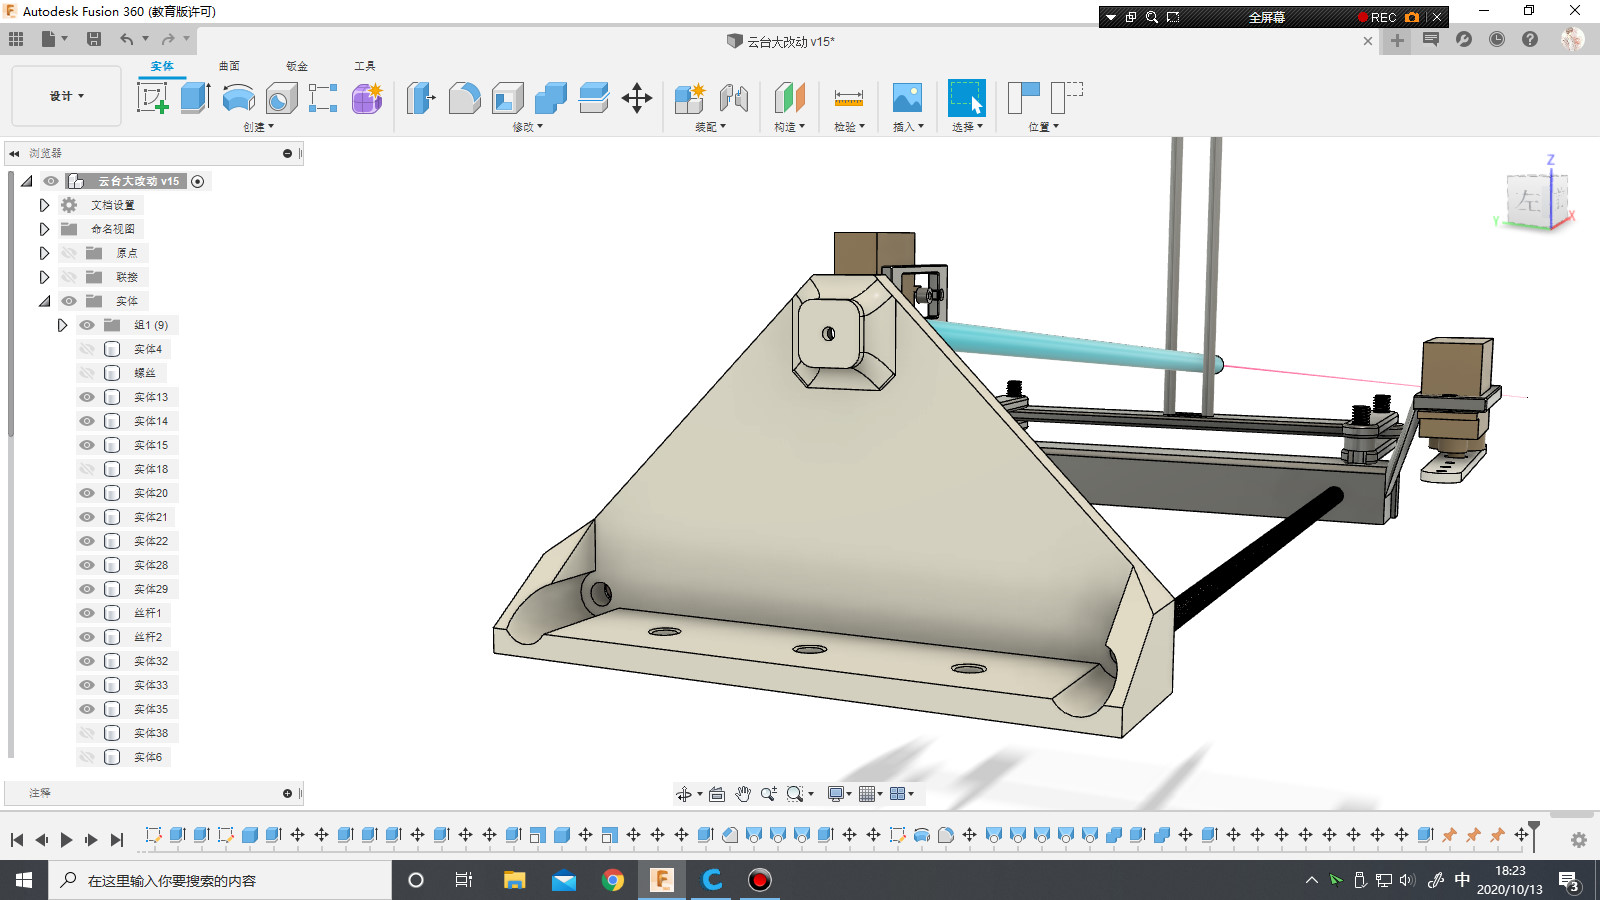 Autodesk Fusion 360 (教育版许可)
全屏幕
REC
云台大改动 v15*
设计
实体
曲面
钣金
工具
创建
修改
装配
构造
检验
插入
选择
位置
浏览器
云台大改动 v15
文档设置
命名视图
原点
联接
实体
组1 (9)
实体4
螺丝
实体13
实体14
实体15
实体18
实体20
实体21
实体22
实体28
实体29
丝杆1
丝杆2
实体32
实体33
实体35
实体38
实体6
注释
Z
左
Y
X
在这里输入你要搜索的内容
中
18:23
2020/10/13
3